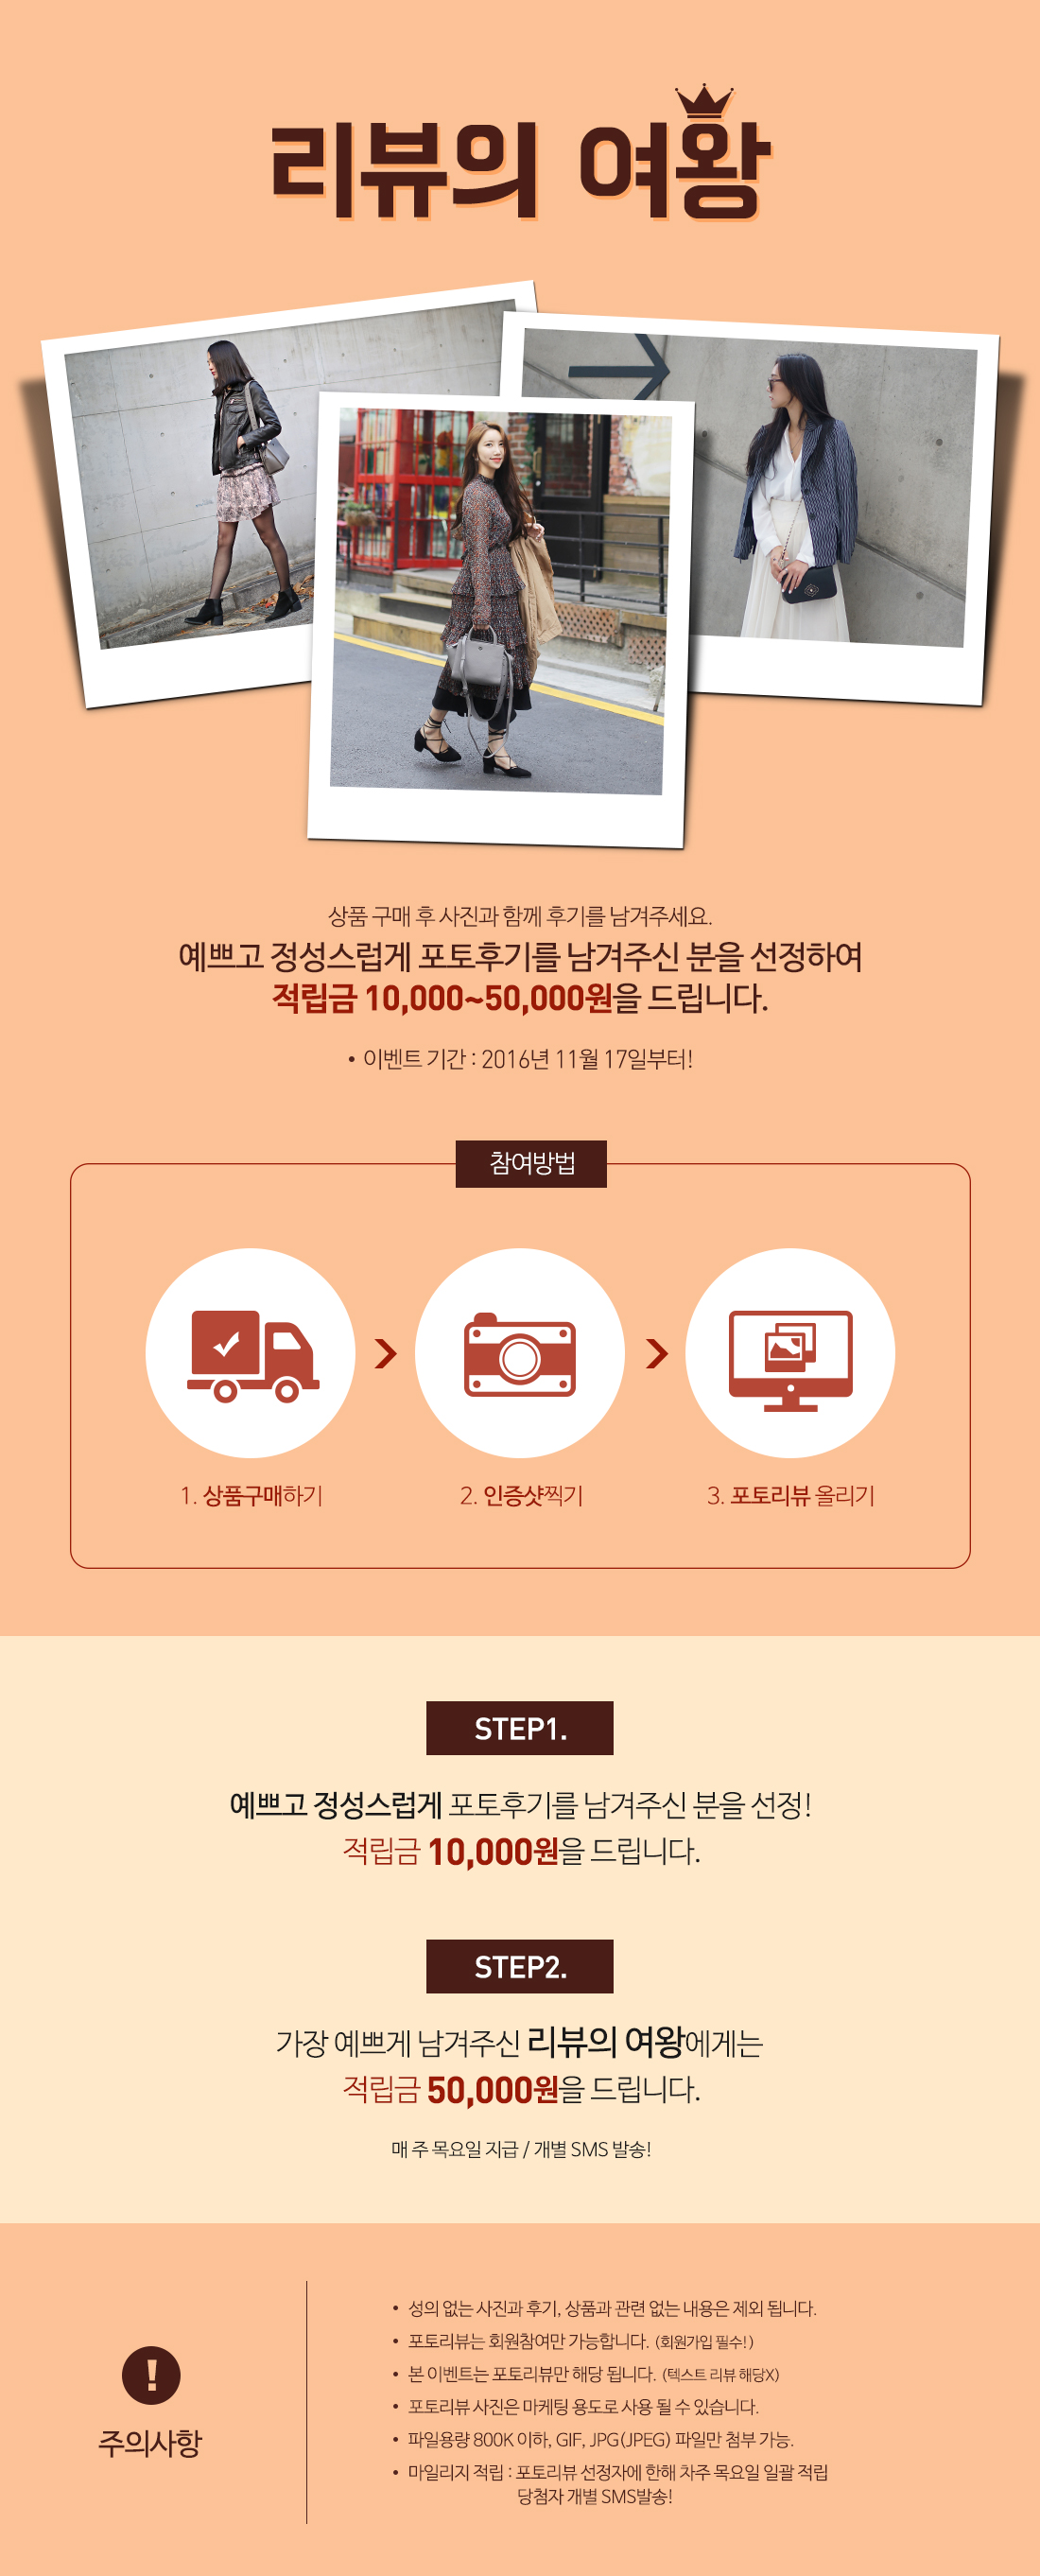 리뷰의 여왕
상품 구매 후 사진과 함께 후기를 남겨주세요.
예쁘고 정성스럽게 포토후기를 남겨주신 분을 선정하여
적립금 10,000~50,000원을 드립니다.
• 이벤트 기간 : 2016년 11월 17일부터!
참여방법
1. 상품구매하기
2. 인증샷찍기
3. 포토리뷰 올리기
STEP1.
예쁘고 정성스럽게 포토후기를 남겨주신 분을 선정!
적립금 10,000원을 드립니다.
STEP2.
가장 예쁘게 남겨주신 리뷰의 여왕에게는
적립금 50,000원을 드립니다.
매 주 목요일 지급 / 개별 SMS 발송!
주의사항
• 성의 없는 사진과 후기, 상품과 관련 없는 내용은 제외 됩니다.
• 포토리뷰는 회원참여만 가능합니다. (회원가입 필수!)
• 본 이벤트는 포토리뷰만 해당 됩니다. (텍스트 리뷰 해당X)
• 포토리뷰 사진은 마케팅 용도로 사용 될 수 있습니다.
• 파일용량 800K 이하, GIF, JPG(JPEG) 파일만 첨부 가능.
• 마일리지 적립 : 포토리뷰 선정자에 한해 차주 목요일 일괄 적립
당첨자 개별 SMS발송!